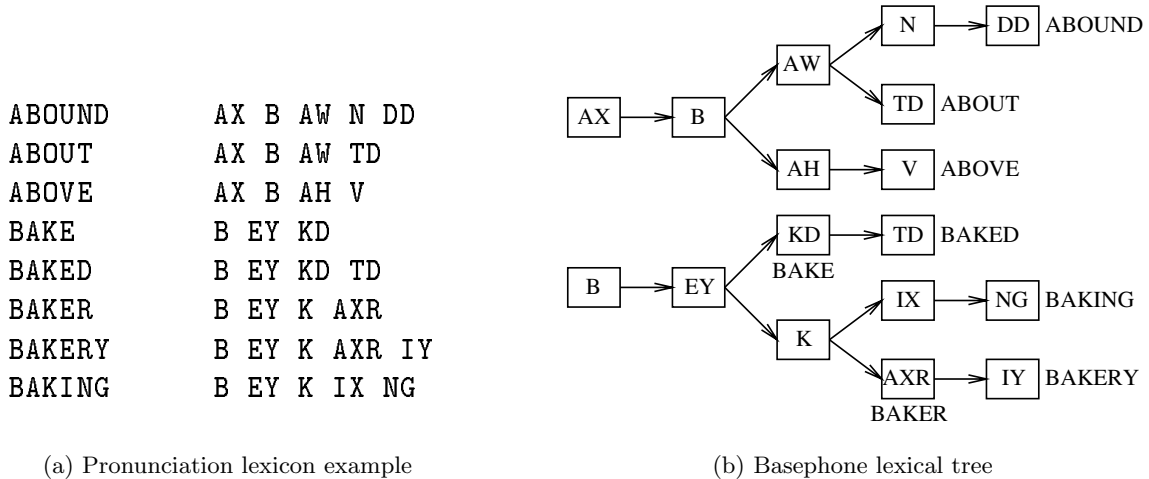 ABOUND AX B AW N DD
ABOUT AX B AW TD
ABOVE AX B AH V
BAKE B EY KD
BAKED B EY KD TD
BAKER B EY K AXR
BAKERY B EY K AXR IY
BAKING B EY K IX NG
(a) Pronunciation lexicon example
N DD ABOUND
AW
TD ABOUT
AX B
AH V ABOVE
KD TD BAKED
BAKE
B EY
IX NG BAKING
K
AXR IY BAKERY
BAKER
(b) Basephone lexical tree